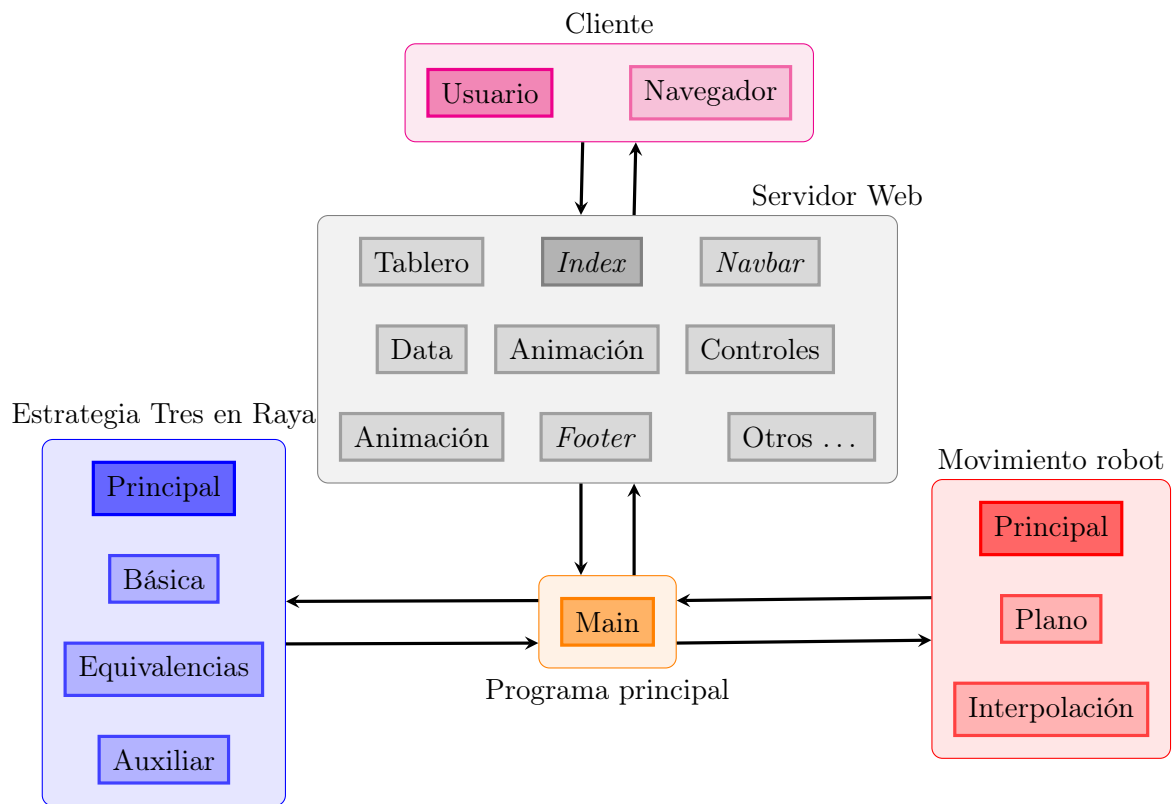 Cliente
Usuario
Navegador
Servidor Web
Tablero
Index
Navbar
Data
Animación
Controles
Animación
Footer
Otros ...
Estrategia Tres en Raya
Principal
Básica
Equivalencias
Auxiliar
Main
Programa principal
Movimiento robot
Principal
Plano
Interpolación